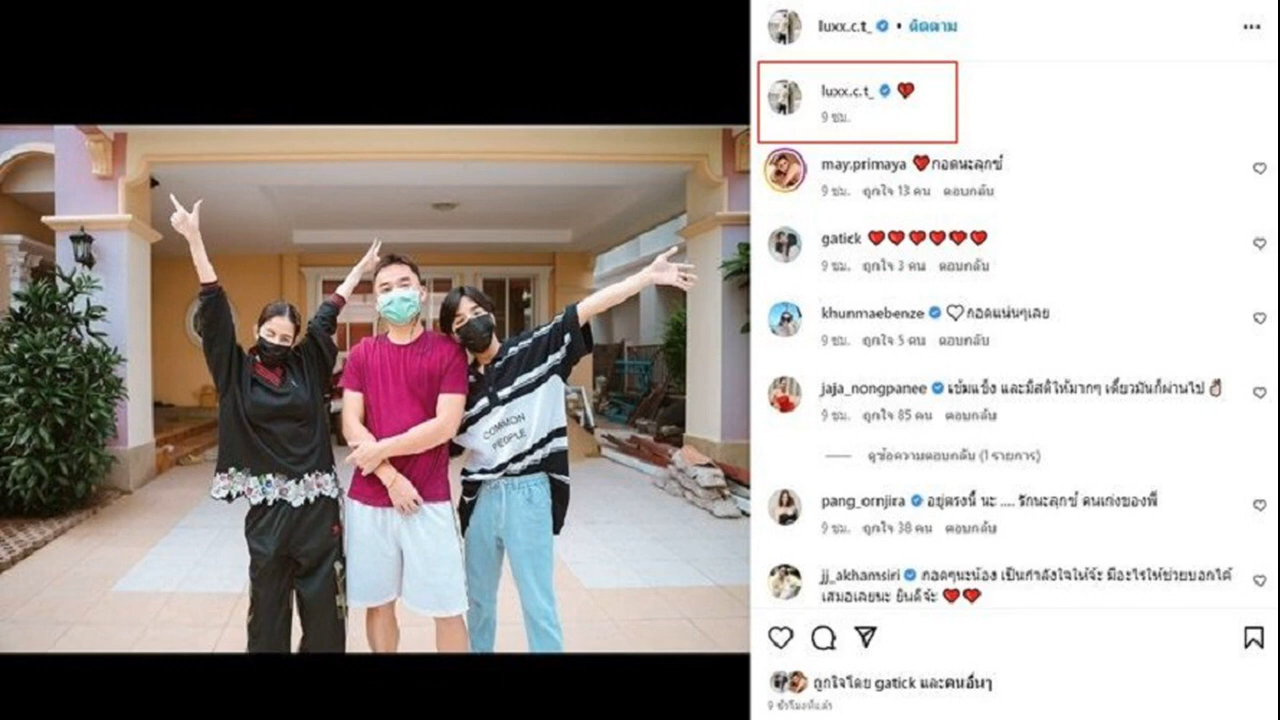 luxx.c.t_ • ติดตาม
luxx.c.t_ ❤
9 ชม.
may.primaya ❤กอดนะลุกซ์
9 ชม. ถูกใจ 13 คน ตอบกลับ
gatick ❤❤❤❤❤❤
9 ชม. ถูกใจ 3 คน ตอบกลับ
khunmaebenze 🤍กอดแน่นๆเลย
9 ชม. ถูกใจ 5 คน ตอบกลับ
jaja_nongpanee เข้มแข็ง และมีสติให้มากๆ เดี๋ยวมันก็ผ่านไป
9 ชม. ถูกใจ 85 คน ตอบกลับ
ดูข้อความตอบกลับ (1 รายการ)
pang_ornjira อยู่ตรงนี้ นะ .... รักนะลุกซ์ คนเก่งของพี่
9 ชม. ถูกใจ 38 คน ตอบกลับ
jj_akhamsiri กอดๆนะน้อง เป็นกำลังใจให้จ้ะ มีอะไรให้ช่วยบอกได้
เสมอเลยนะ ยินดีจ้ะ ❤❤
ถูกใจโดย gatick และคนอื่นๆ
9 ชั่วโมงที่แล้ว
COMMON
PEOPLE